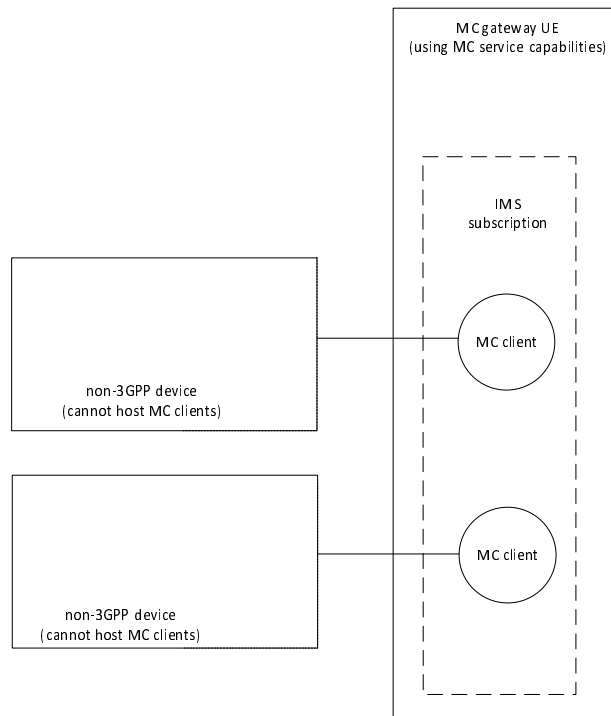 MC gateway UE
(using MC service capabilities)
IMS
subscription
MC client
non-3GPP device
(cannot host MC clients)
MC client
non-3GPP device
(cannot host MC clients)